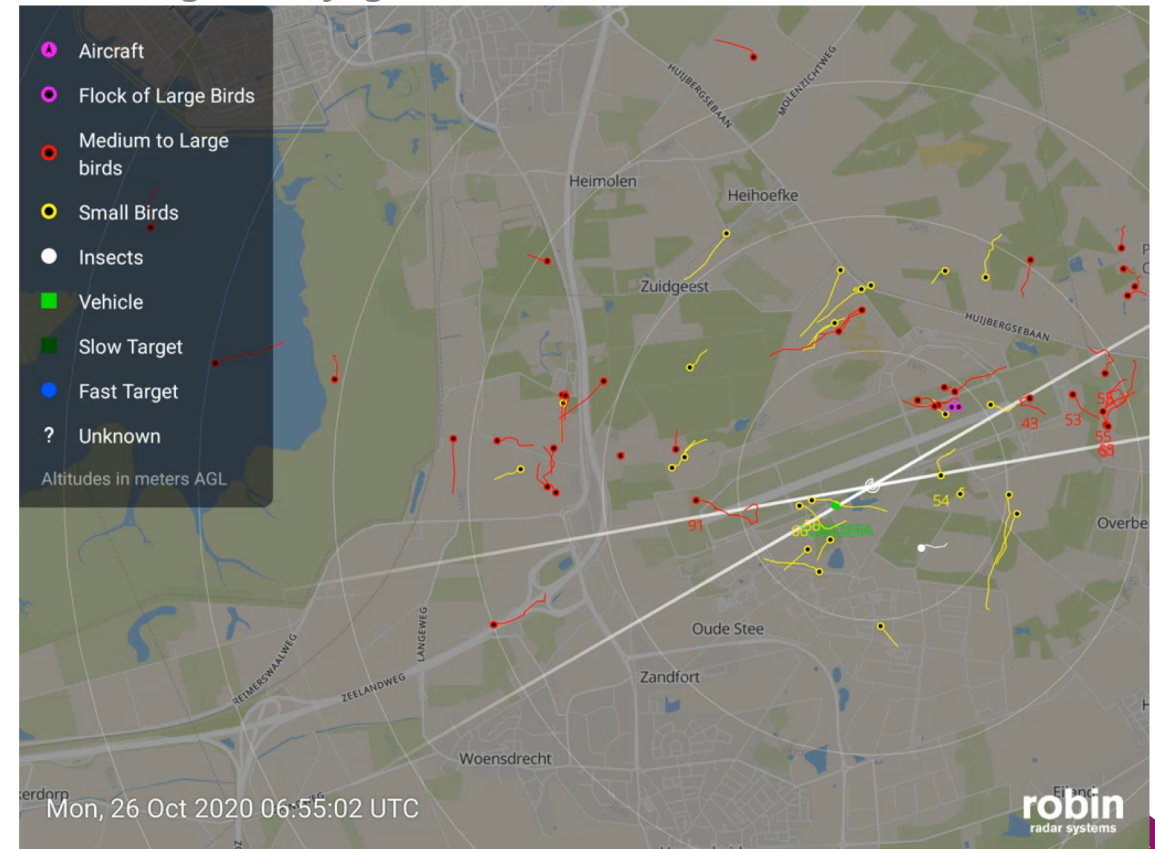 Aircraft
Flock of Large Birds
Medium to Large
birds
Small Birds
Insects
Vehicle
Slow Target
Fast Target
? Unknown
Altitudes in meters AGL
HUIJBERGSEBAAN
MOLENZICHTWEG
Heimolen
Heihoefke
Zuidgeest
HUIJBERGSEBAAN
43
53
55
91
54
Overbe
Oude Stee
LANGEWEG
REIMERSWAALWEG
ZEELANDWEG
Zandfort
Woensdrecht
erdorp
Mon, 26 Oct 2020 06:55:02 UTC
robin
radar systems